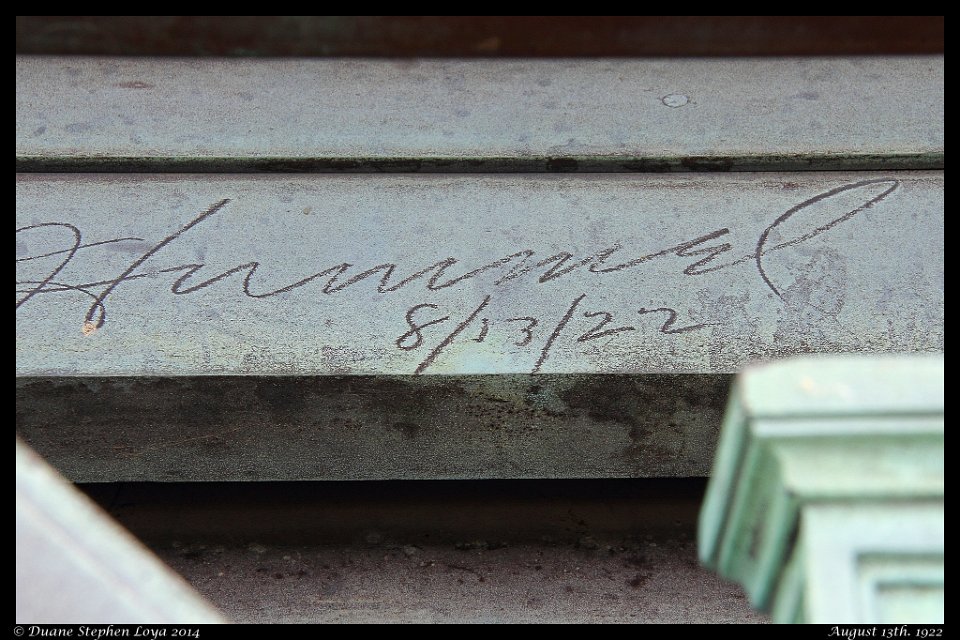 Hummel
8/13/22
© Duane Stephen Loya 2014
August 13th, 1922